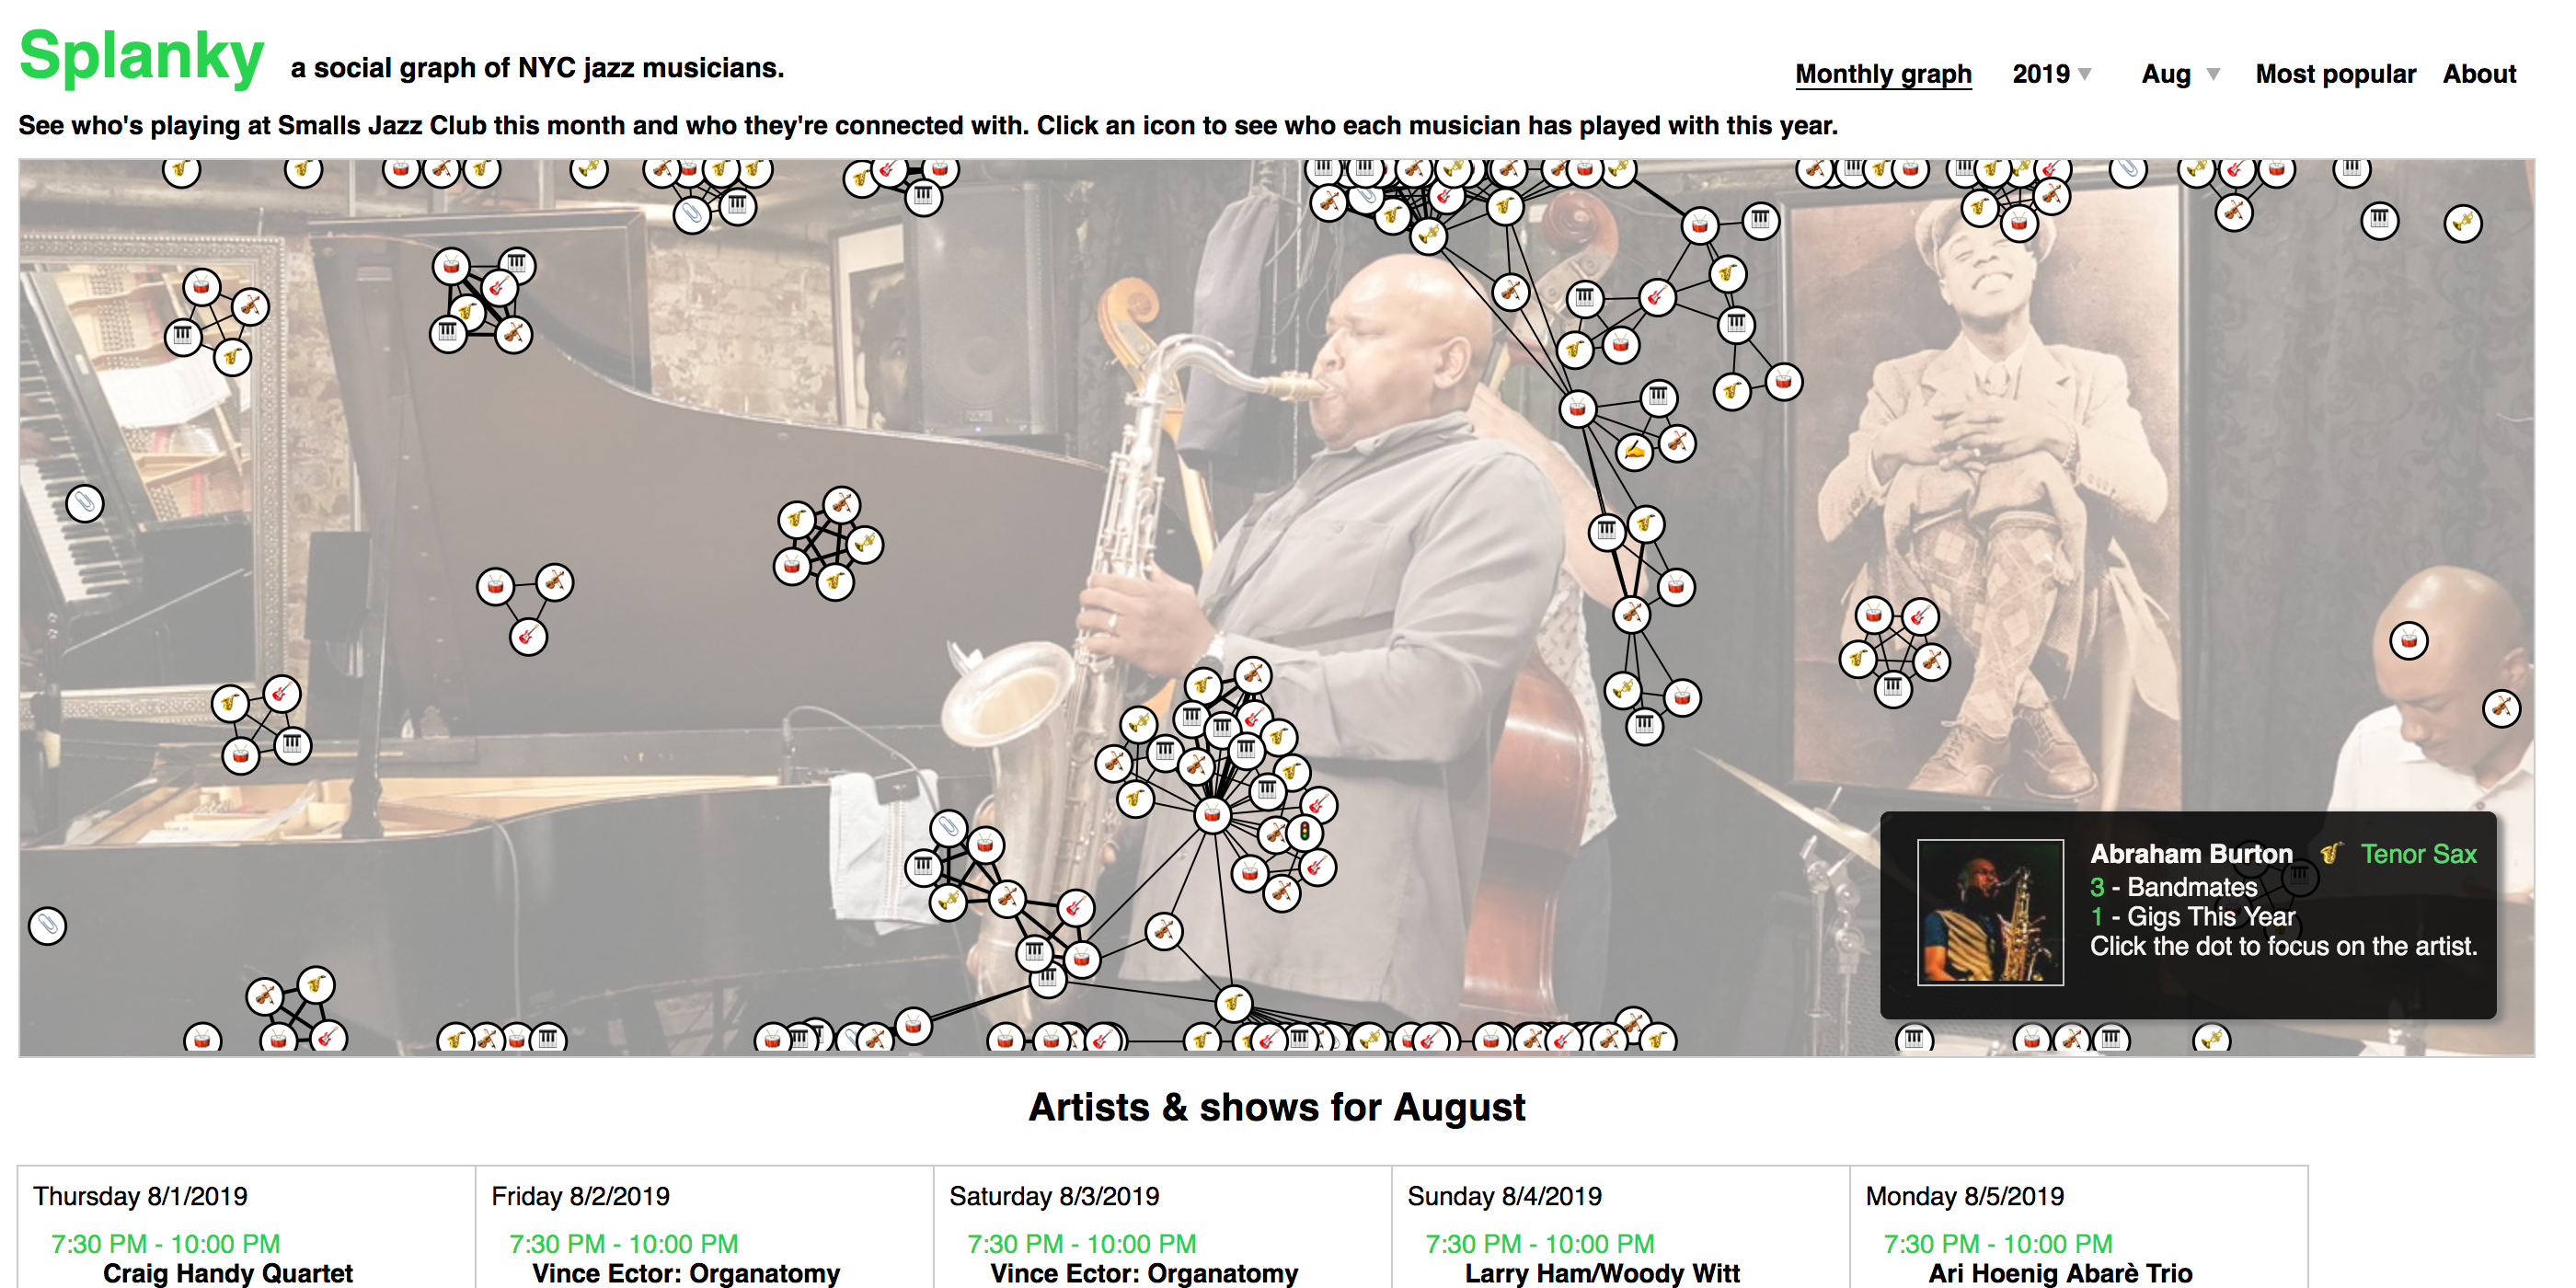 Splanky a social graph of NYC jazz musicians.
Monthly graph 2019 Aug Most popular About
See who's playing at Smalls Jazz Club this month and who they're connected with. Click an icon to see who each musician has played with this year.
Abraham Burton Tenor Sax
3 - Bandmates
1 - Gigs This Year
Click the dot to focus on the artist.
Artists & shows for August
Thursday 8/1/2019
7:30 PM - 10:00 PM
Craig Handy Quartet
Friday 8/2/2019
7:30 PM - 10:00 PM
Vince Ector: Organatomy
Saturday 8/3/2019
7:30 PM - 10:00 PM
Vince Ector: Organatomy
Sunday 8/4/2019
7:30 PM - 10:00 PM
Larry Ham/Woody Witt
Monday 8/5/2019
7:30 PM - 10:00 PM
Ari Hoenig Abarè Trio